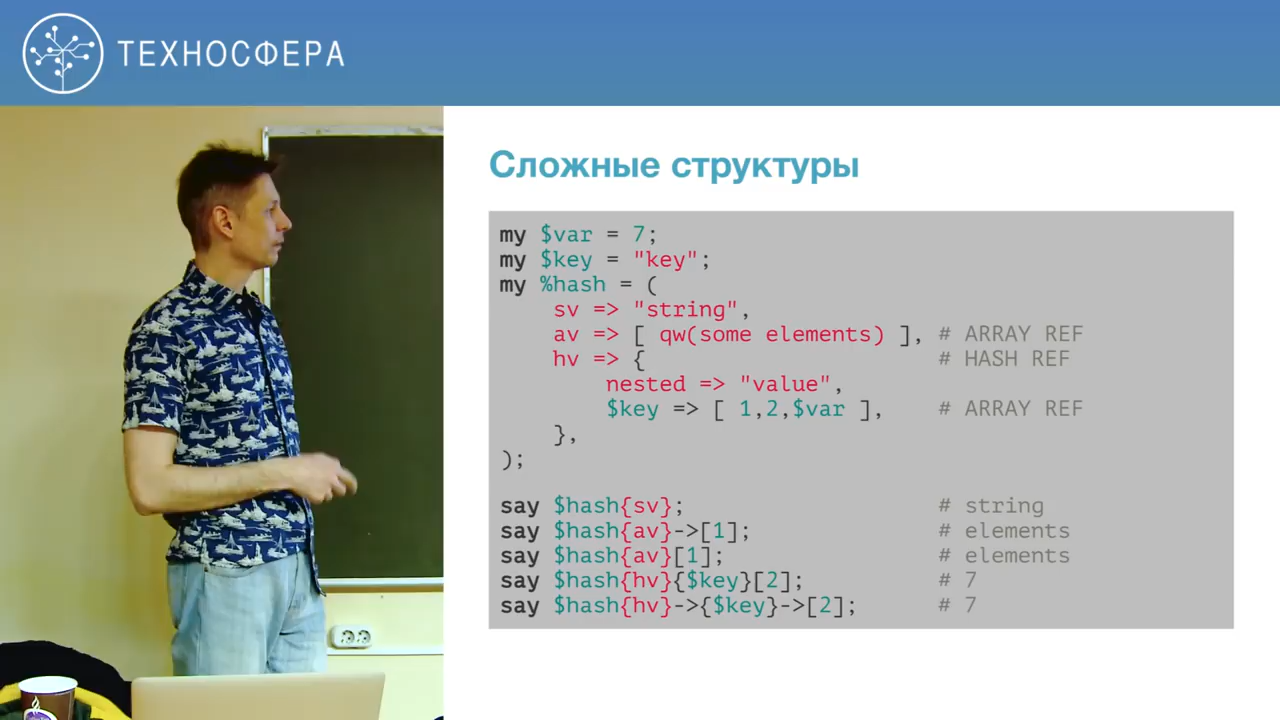 ТЕХНОСФЕРА
Сложные структуры
my $var = 7;
my $key = "key";
my %hash = (
    sv => "string",
    av => [ qw(some elements) ], # ARRAY REF
    hv => {                      # HASH REF
        nested => "value",
        $key => [ 1,2,$var ],    # ARRAY REF
    },
);
say $hash{sv};                   # string
say $hash{av}->[1];              # elements
say $hash{av}[1];                # elements
say $hash{hv}{$key}[2];          # 7
say $hash{hv}->{$key}->[2];      # 7